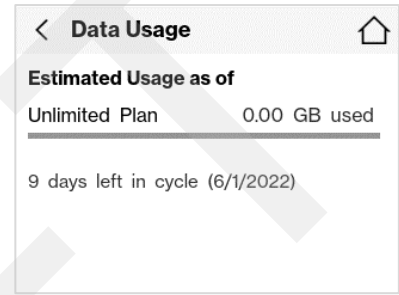 Data Usage
Estimated Usage as of
Unlimited Plan 0.00 GB used
9 days left in cycle (6/1/2022)